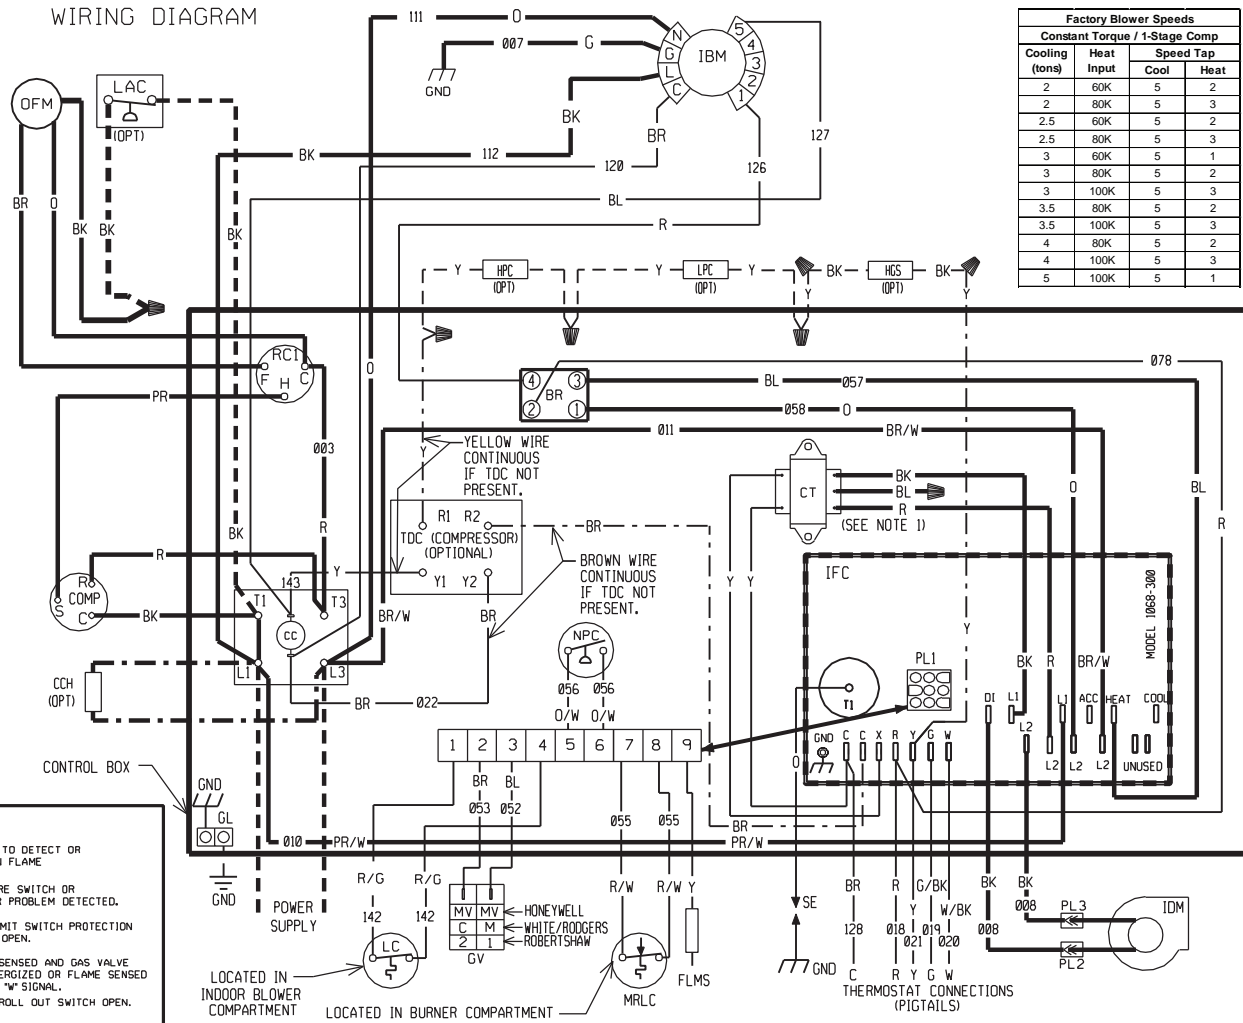 WIRING DIAGRAM
111
O
007
G
GND
N
G
L
C
IBM
5
4
3
2
1
OFM
LAC
(OPT)
BK
112
BK
BR
120
126
127
BL
R
BR
O
BK
BK
BK
BK
Factory Blower Speeds
Constant Torque / 1-Stage Comp
Cooling (tons) Heat Input Speed Tap
Cool Heat
2 60K 5 2
2 80K 5 3
2.5 60K 5 2
2.5 80K 5 3
3 60K 5 1
3 80K 5 2
3 100K 5 3
3.5 80K 5 2
3.5 100K 5 3
4 80K 5 2
4 100K 5 3
5 100K 5 1
Y
HPC
(OPT)
Y
Y
LPC
(OPT)
Y
BK
HGS
(OPT)
BK
Y
RC1
F H C
O
PR
003
R
4 3
BR
2 1
078
BL 057
058 O
011
BR/W
Y
YELLOW WIRE
CONTINUOUS
IF TDC NOT
PRESENT.
CT
BK
BL
R
(SEE NOTE 1)
O
BL
R
R1 R2
TDC (COMPRESSOR)
(OPTIONAL)
Y1 Y2
BR
BROWN WIRE
CONTINUOUS
IF TDC NOT
PRESENT.
R
BK
Y
143
T1
T3
CC
L1
L3
R
COMP
S
C
BK
BR/W
BR
BR
022
CCH
(OPT)
NPC
056 056
O/W O/W
Y Y
IFC
MODEL 1068-300
T1
PL1
Y
BK R BR/W
DI L1 L1 ACC HEAT COOL
L2 L2 L2 L2
UNUSED
GND
C C X R Y G W
O
1 2 3 4 5 6 7 8 9
CONTROL BOX
GND
GL
GND
BR BL
053 052
055 055
BR
010
PR/W
PR/W
TO DETECT OR
FLAME
RE SWITCH OR
PROBLEM DETECTED.
MIT SWITCH PROTECTION
OPEN.
SENSED AND GAS VALVE
ERGIZED OR FLAME SENSED
"W" SIGNAL.
ROLL OUT SWITCH OPEN.
POWER
SUPPLY
R/G R/G
142 142
LC
LOCATED IN
INDOOR BLOWER
COMPARTMENT
MV MV
C M
2 1
GV
HONEYWELL
WHITE/RODGERS
ROBERTSHAW
R/W R/W Y
MRLC
FLMS
LOCATED IN BURNER COMPARTMENT
SE
GND
BR R G/BK
Y W/BK
128 018 021 019 020
C R Y G W
THERMOSTAT CONNECTIONS
(PIGTAILS)
BK BK
008 008
PL3
PL2
IDM